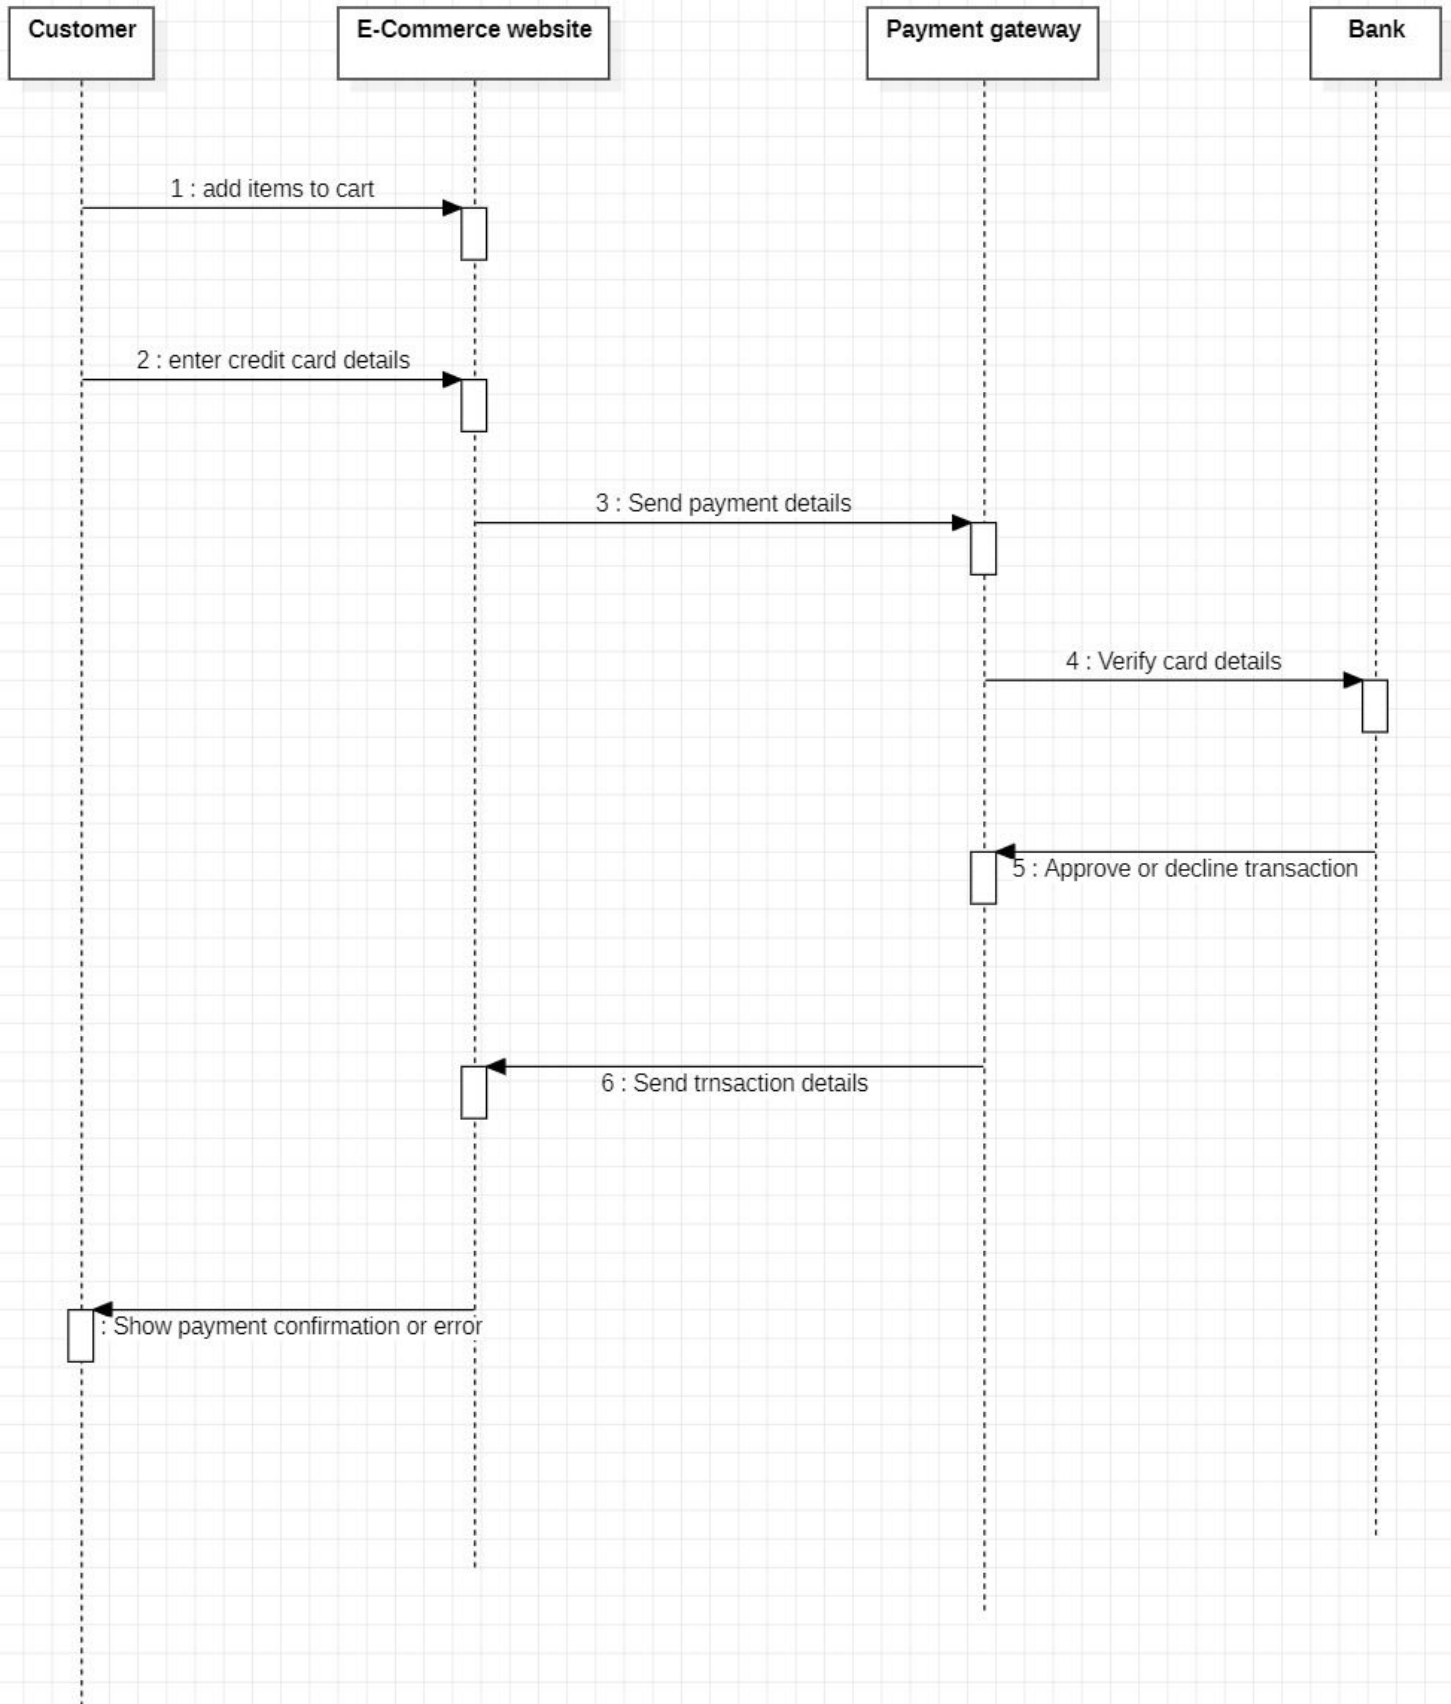 Customer
E-Commerce website
Payment gateway
Bank
1 : add items to cart
2 : enter credit card details
3 : Send payment details
4 : Verify card details
5 : Approve or decline transaction
6 : Send trnsaction details
: Show payment confirmation or error